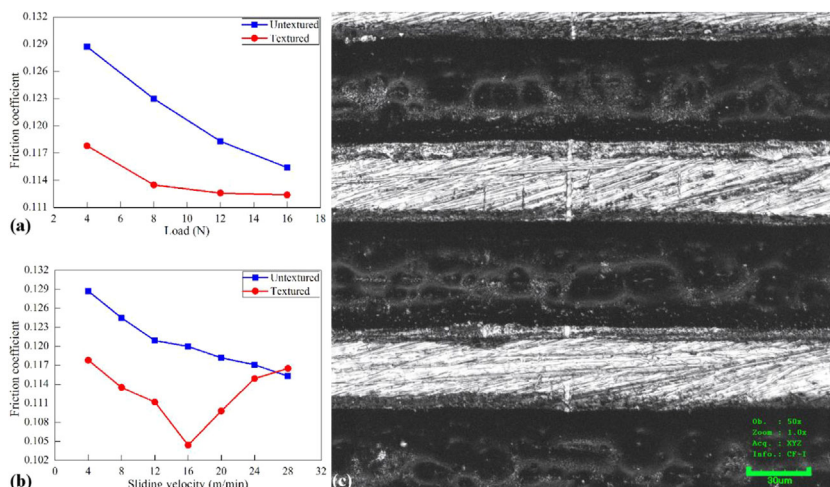 0.132
0.129
0.126
0.123
0.120
0.117
0.114
0.111
Friction coefficient
Untextured
Textured
2 4 6 8 10 12 14 16 18
Load (N)
(a)
0.132
0.129
0.126
0.123
0.120
0.117
0.114
0.111
0.108
0.105
0.102
Friction coefficient
Untextured
Textured
0 4 8 12 16 20 24 28 32
Sliding velocity (m/min)
(b)
(c)
Ob. : 50x
Zoom : 1.0x
Acq. : XYZ
Info.: CF-I
30µm